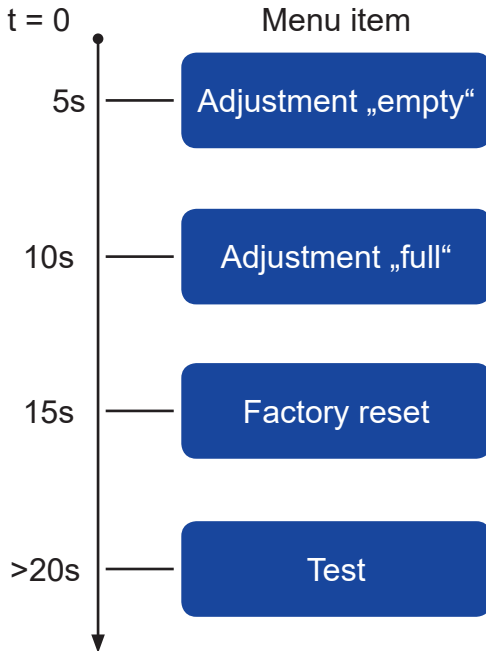 t = 0 Menu item
5s Adjustment „empty“
10s Adjustment „full“
15s Factory reset
>20s Test